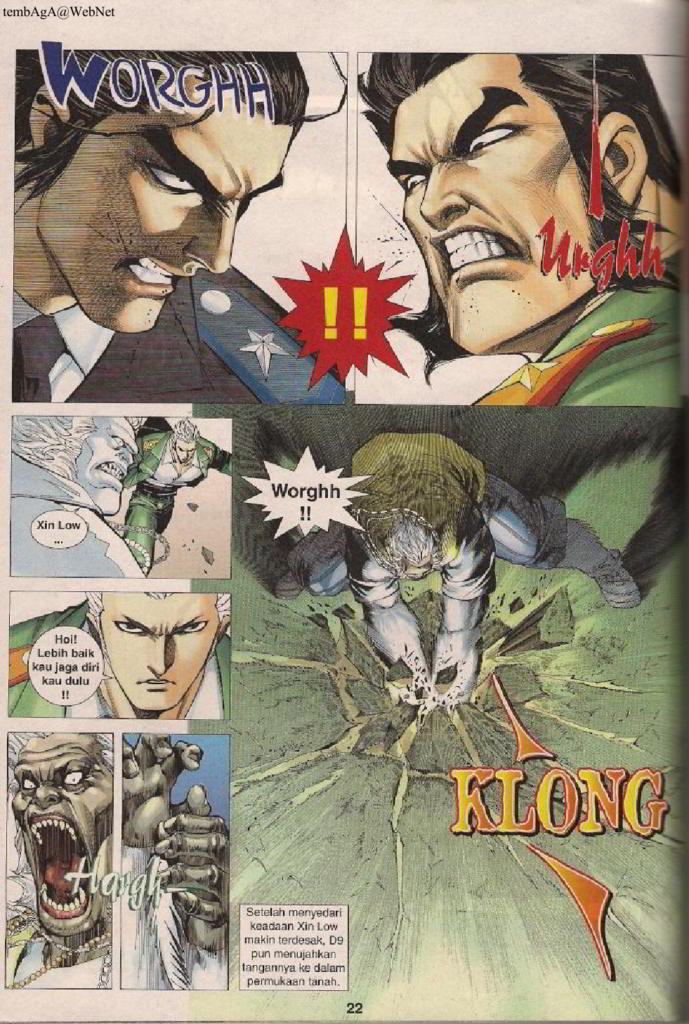 tembAgA@WebNet
WORGHH
!!
Urghh
Xin Low
...
Worghh
!!
Hoi!
Lebih baik
kau jaga diri
kau dulu
!!
KLONG
Hargh
Setelah menyedari
keadaan Xin Low
makin terdesak, D9
pun menujahkan
tangannya ke dalam
permukaan tanah.
22